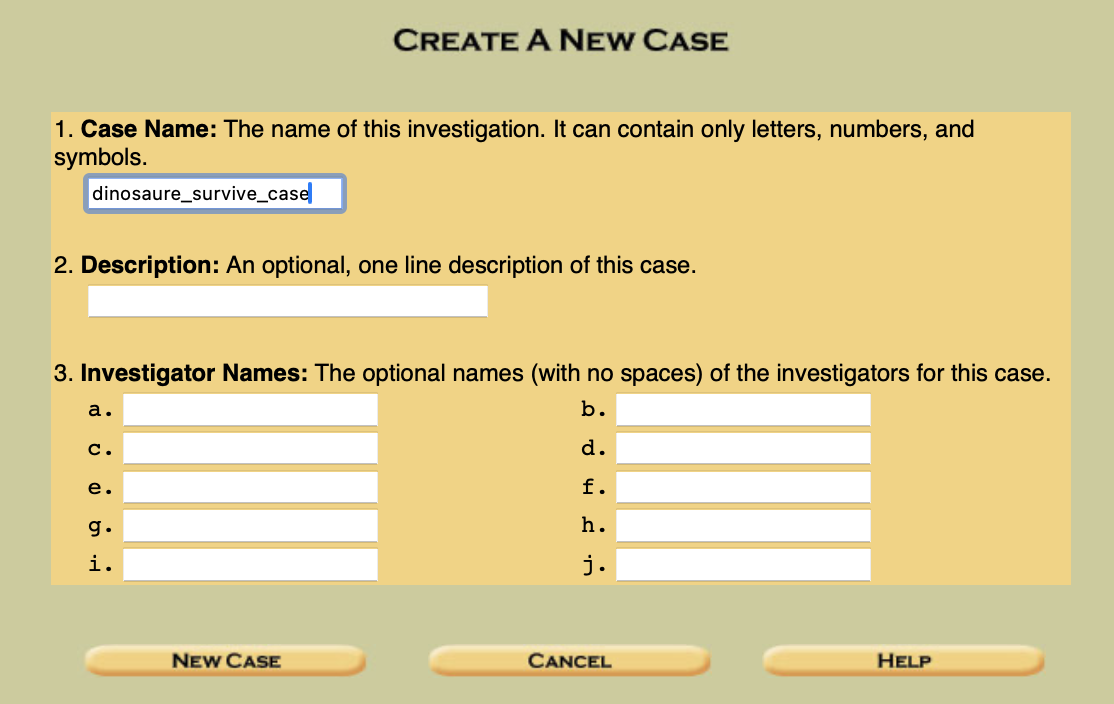 CREATE A NEW CASE
1. Case Name: The name of this investigation. It can contain only letters, numbers, and
symbols.
dinosaure_survive_case
2. Description: An optional, one line description of this case.
3. Investigator Names: The optional names (with no spaces) of the investigators for this case.
a. b.
c. d.
e. f.
g. h.
i. j.
NEW CASE CANCEL HELP